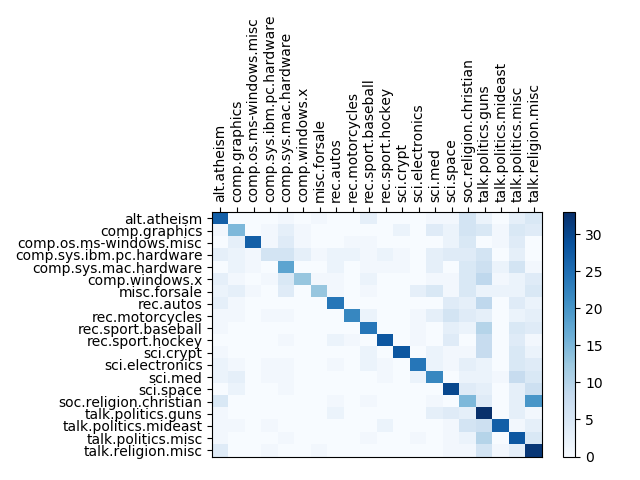 alt.atheism
comp.graphics
comp.os.ms-windows.misc
comp.sys.ibm.pc.hardware
comp.sys.mac.hardware
comp.windows.x
misc.forsale
rec.autos
rec.motorcycles
rec.sport.baseball
rec.sport.hockey
sci.crypt
sci.electronics
sci.med
sci.space
soc.religion.christian
talk.politics.guns
talk.politics.mideast
talk.politics.misc
talk.religion.misc
alt.atheism
comp.graphics
comp.os.ms-windows.misc
comp.sys.ibm.pc.hardware
comp.sys.mac.hardware
comp.windows.x
misc.forsale
rec.autos
rec.motorcycles
rec.sport.baseball
rec.sport.hockey
sci.crypt
sci.electronics
sci.med
sci.space
soc.religion.christian
talk.politics.guns
talk.politics.mideast
talk.politics.misc
talk.religion.misc
30
25
20
15
10
5
0